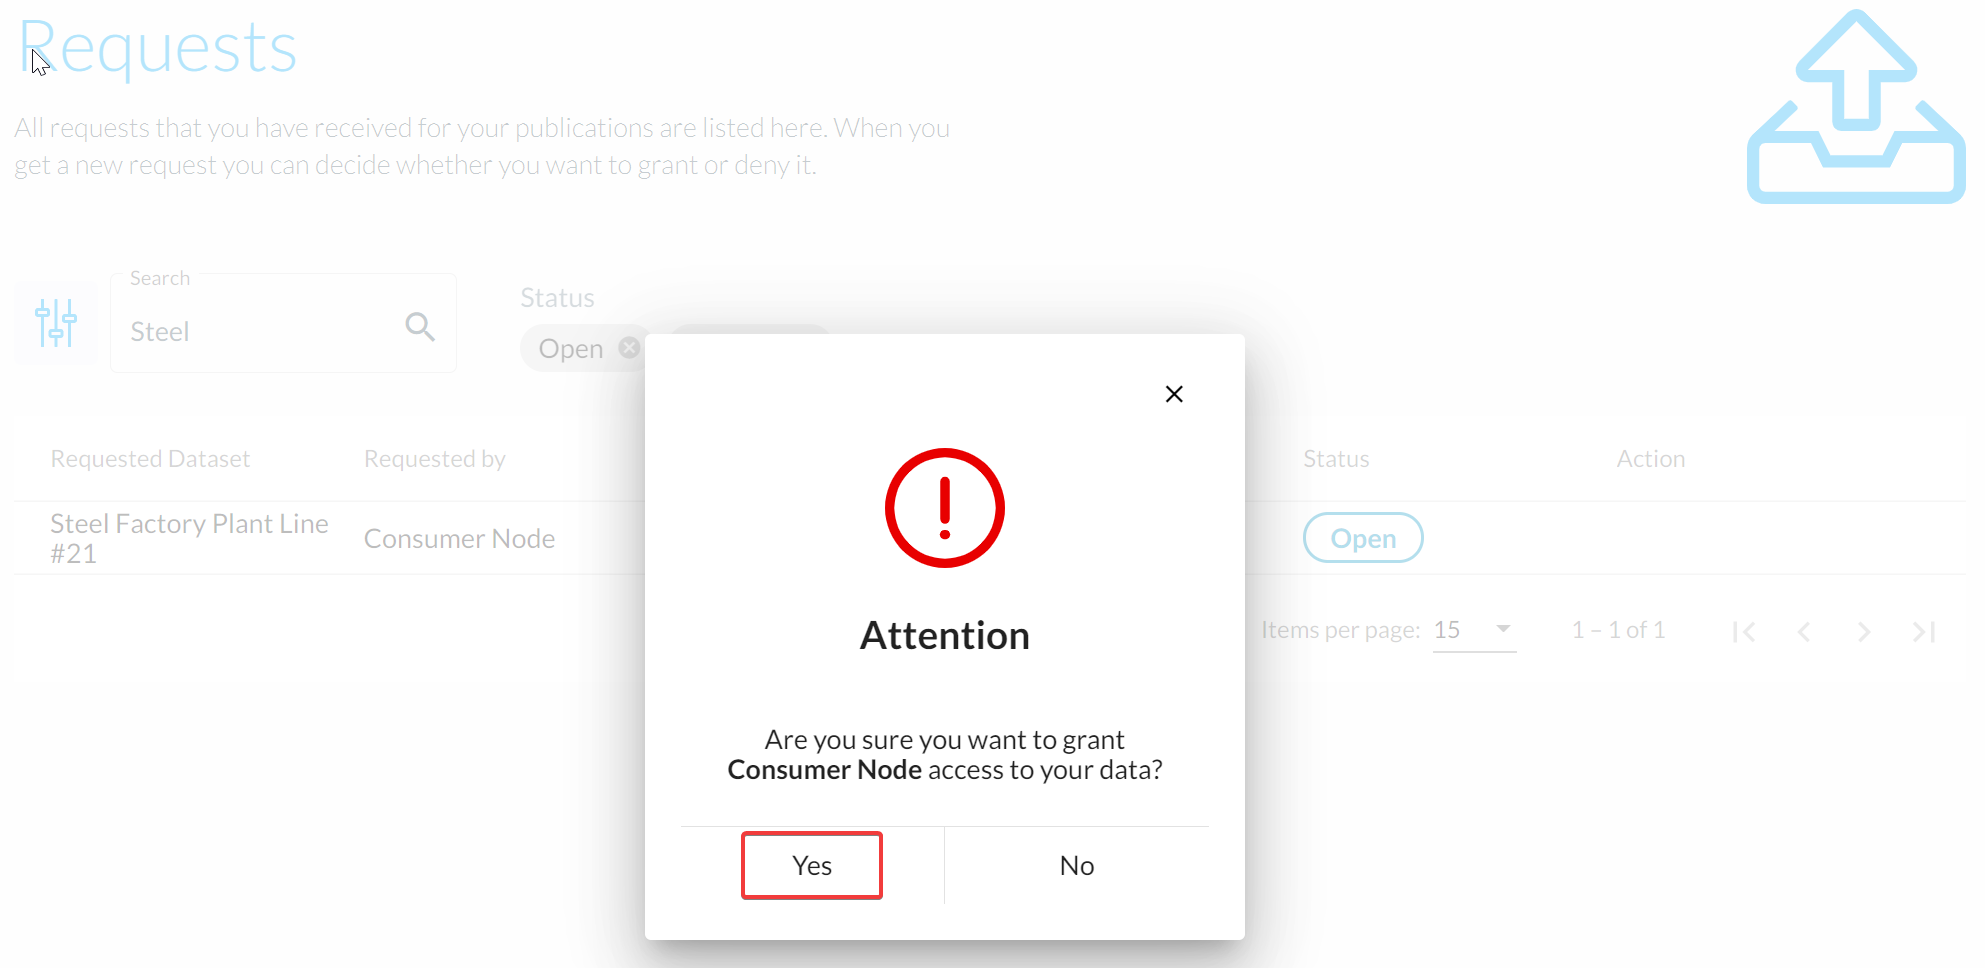 Requests
All requests that you have received for your publications are listed here. When you
get a new request you can decide whether you want to grant or deny it.
Search
Steel
Status
Open
Requested Dataset
Requested by
Status
Action
Steel Factory Plant Line
#21
Consumer Node
Open
Items per page:
15
1 – 1 of 1
Attention
Are you sure you want to grant
Consumer Node access to your data?
Yes
No